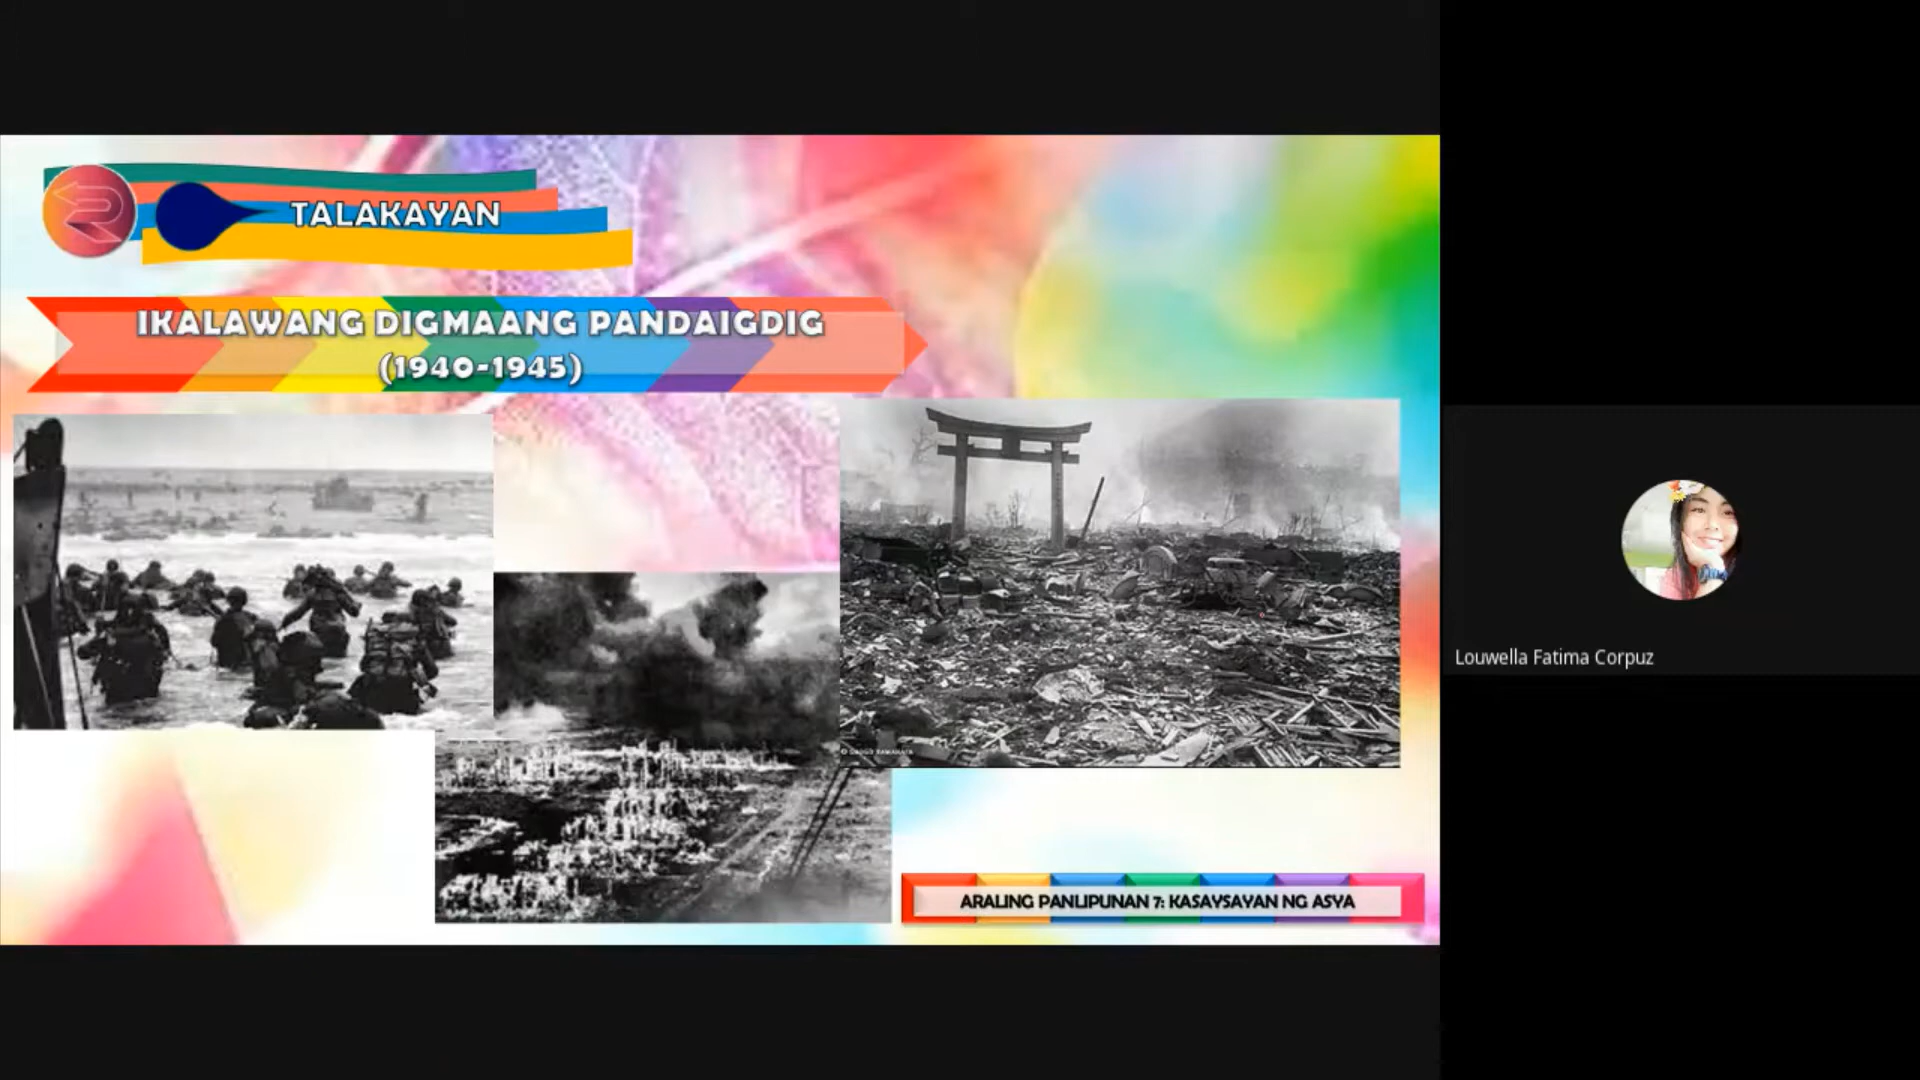 TALAKAYAN
IKALAWANG DIGMAANG PANDAIGDIG
(1940-1945)
ARALING PANLIPUNAN 7: KASAYSAYAN NG ASYA
Louwella Fatima Corpuz